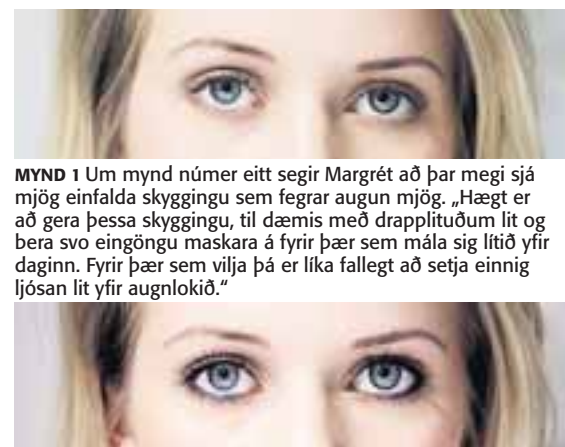 MYND 1 Um mynd númer eitt segir Margrét að þar megi sjá
mjög einfalda skyggingu sem fegrar augun mjög. „Hægt er
að gera þessa skyggingu, til dæmis með drapplituðum lit og
bera svo eingöngu maskara á fyrir þær sem mála sig lítið yfir
daginn. Fyrir þær sem vilja þá er líka fallegt að setja einnig
ljósan lit yfir augnlokið.“